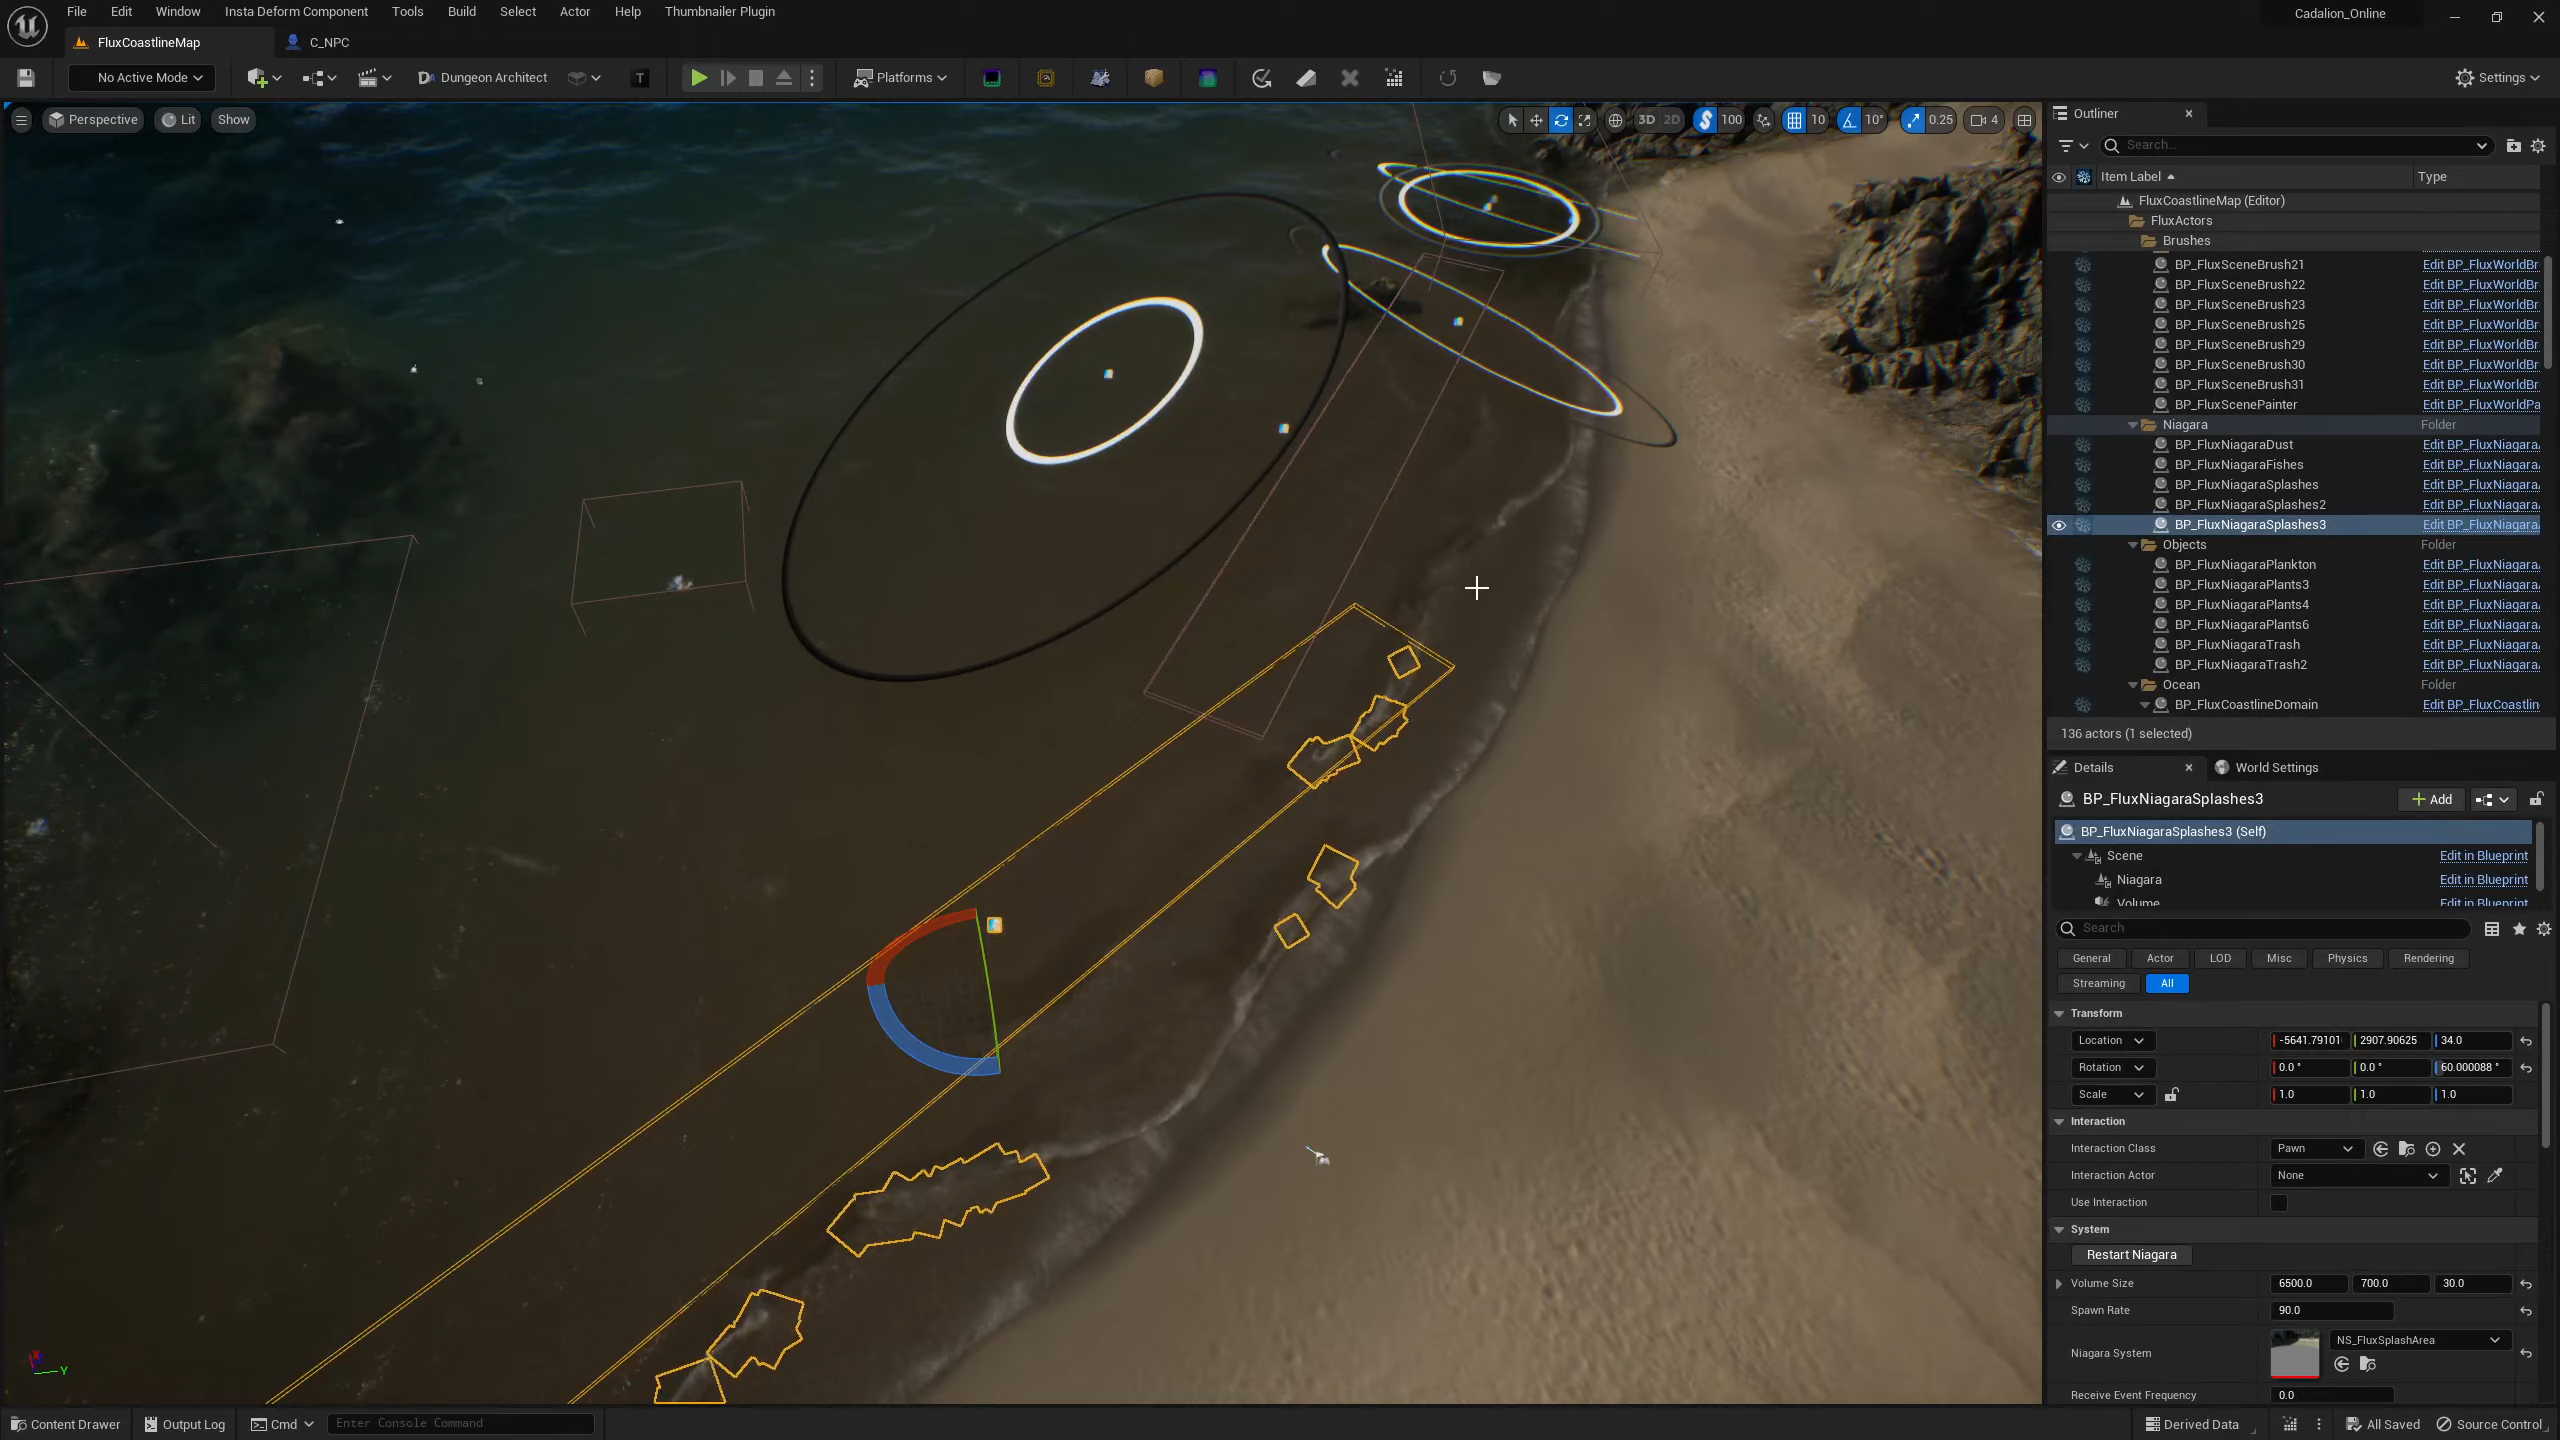 File Edit Window Insta Deform Component Tools Build Select Actor Help Thumbnailer Plugin Cadalion_Online
FluxCoastlineMap C_NPC
No Active Mode Dungeon Architect T Platforms Settings
Perspective Lit Show 3D 2D 100 10 10° 0.25 4
Outliner
Search...
Item Label Type
FluxCoastlineMap (Editor)
FluxActors
Brushes
BP_FluxSceneBrush21 Edit BP_FluxWorldBr
BP_FluxSceneBrush22 Edit BP_FluxWorldBr
BP_FluxSceneBrush23 Edit BP_FluxWorldBr
BP_FluxSceneBrush25 Edit BP_FluxWorldBr
BP_FluxSceneBrush29 Edit BP_FluxWorldBr
BP_FluxSceneBrush30 Edit BP_FluxWorldBr
BP_FluxSceneBrush31 Edit BP_FluxWorldBr
BP_FluxScenePainter Edit BP_FluxWorldPa
Niagara Folder
BP_FluxNiagaraDust Edit BP_FluxNiagara
BP_FluxNiagaraFishes Edit BP_FluxNiagara
BP_FluxNiagaraSplashes Edit BP_FluxNiagara
BP_FluxNiagaraSplashes2 Edit BP_FluxNiagara
BP_FluxNiagaraSplashes3 Edit BP_FluxNiagara
Objects Folder
BP_FluxNiagaraPlankton Edit BP_FluxNiagara
BP_FluxNiagaraPlants3 Edit BP_FluxNiagara
BP_FluxNiagaraPlants4 Edit BP_FluxNiagara
BP_FluxNiagaraPlants6 Edit BP_FluxNiagara
BP_FluxNiagaraTrash Edit BP_FluxNiagara
BP_FluxNiagaraTrash2 Edit BP_FluxNiagara
Ocean Folder
BP_FluxCoastlineDomain Edit BP_FluxCoastlin
136 actors (1 selected)
Details World Settings
BP_FluxNiagaraSplashes3 Add
BP_FluxNiagaraSplashes3 (Self)
Scene Edit in Blueprint
Niagara Edit in Blueprint
Volume Edit in Blueprint
Search
General Actor LOD Misc Physics Rendering
Streaming All
Transform
Location -5641.79101 2907.90625 34.0
Rotation 0.0 ° 0.0 ° 60.000088 °
Scale 1.0 1.0 1.0
Interaction
Interaction Class Pawn
Interaction Actor None
Use Interaction
System
Restart Niagara
Volume Size 6500.0 700.0 30.0
Spawn Rate 90.0
Niagara System NS_FluxSplashArea
Receive Event Frequency 0.0
X Y
Content Drawer Output Log Cmd Enter Console Command Derived Data All Saved Source Control